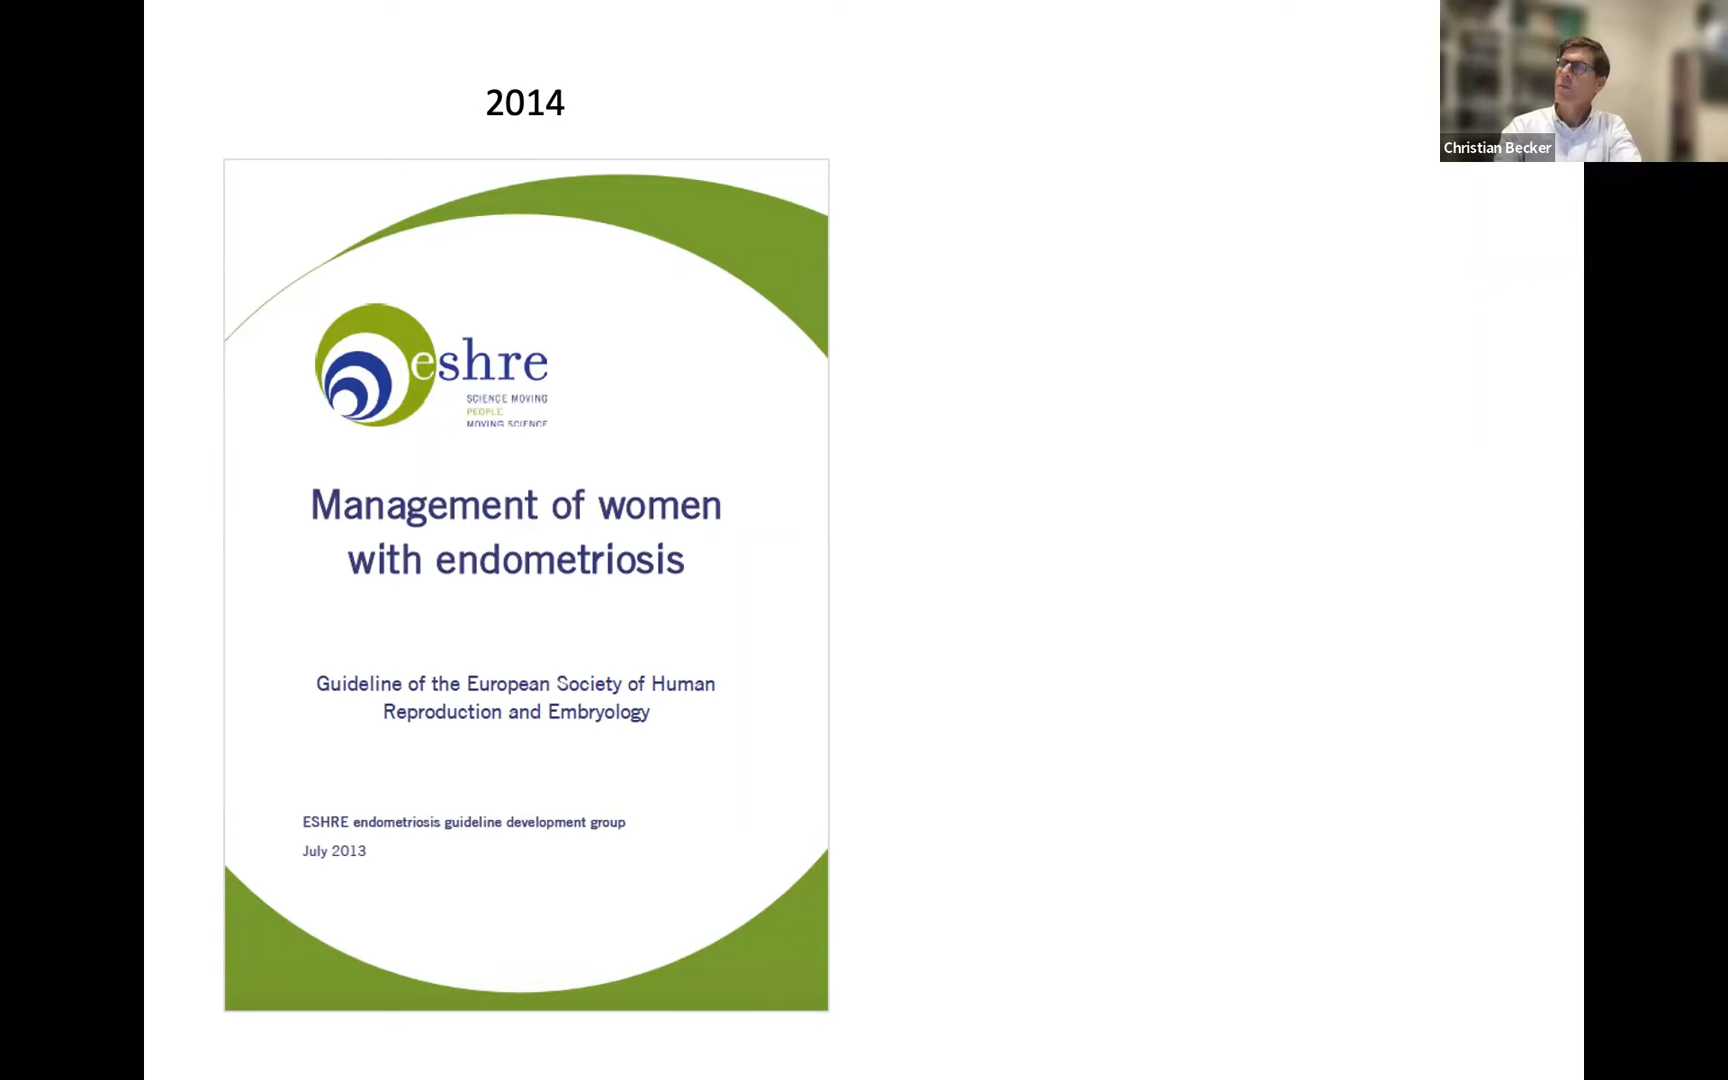 2014
Christian Becker
eshre
SCIENCE MOVING
PEOPLE
MOVING SCIENCE
Management of women
with endometriosis
Guideline of the European Society of Human
Reproduction and Embryology
ESHRE endometriosis guideline development group
July 2013